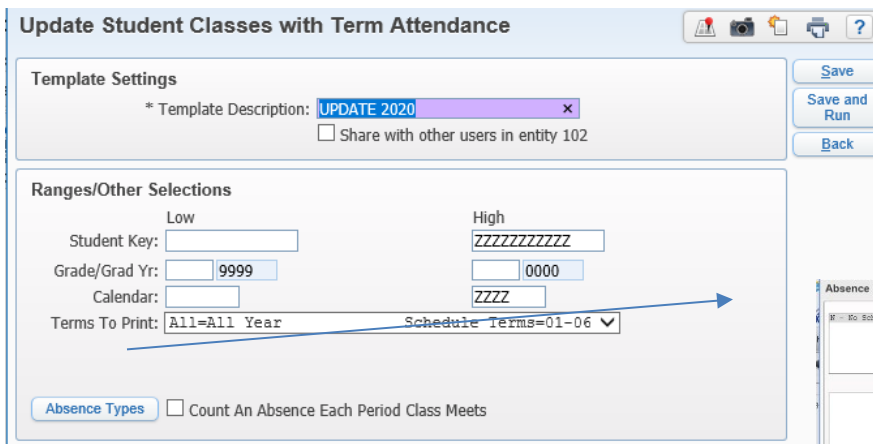 Update Student Classes with Term Attendance
?
Template Settings
Save
* Template Description: UPDATE 2020 ×
Save and Run
Share with other users in entity 102
Back
Ranges/Other Selections
Low High
Student Key: ZZZZZZZZZZZ
Grade/Grad Yr: 9999 0000
Calendar: ZZZZ
Absence
Terms To Print: All=All Year Schedule Terms=01-06
N - No Sch
Absence Types Count An Absence Each Period Class Meets